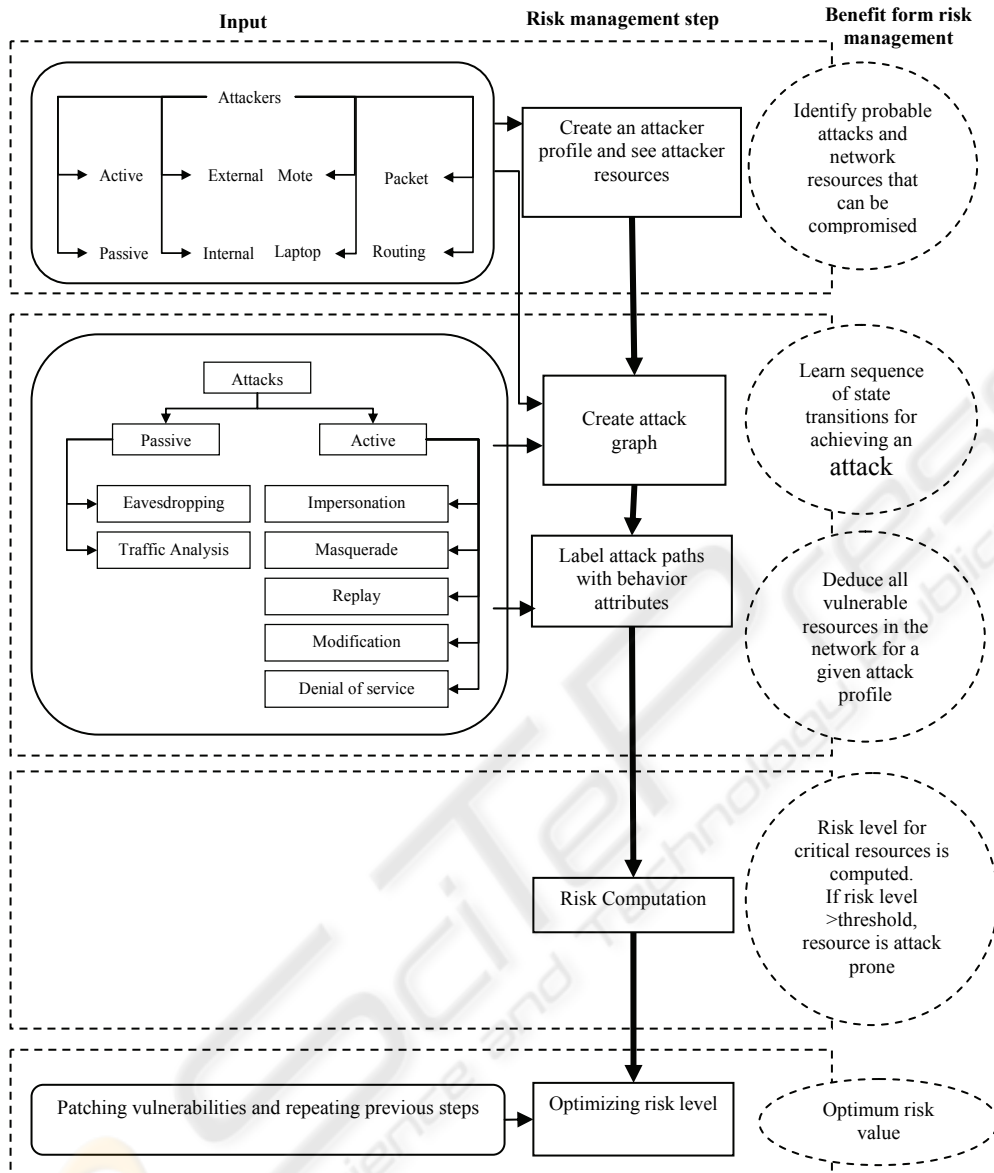 Input
Risk management step
Benefit form risk
management
Attackers
Active
External
Mote
Packet
Passive
Internal
Laptop
Routing
Create an attacker
profile and see attacker
resources
Identify probable
attacks and
network
resources that
can be
compromised
Attacks
Passive
Active
Eavesdropping
Traffic Analysis
Impersonation
Masquerade
Replay
Modification
Denial of service
Create attack
graph
Learn sequence
of state
transitions for
achieving an
attack
Label attack paths
with behavior
attributes
Deduce all
vulnerable
resources in the
network for a
given attack
profile
Risk Computation
Risk level for
critical resources is
computed.
If risk level
>threshold,
resource is attack
prone
Patching vulnerabilities and repeating previous steps
Optimizing risk level
Optimum risk
value
SciTePress
Science and Technology Public